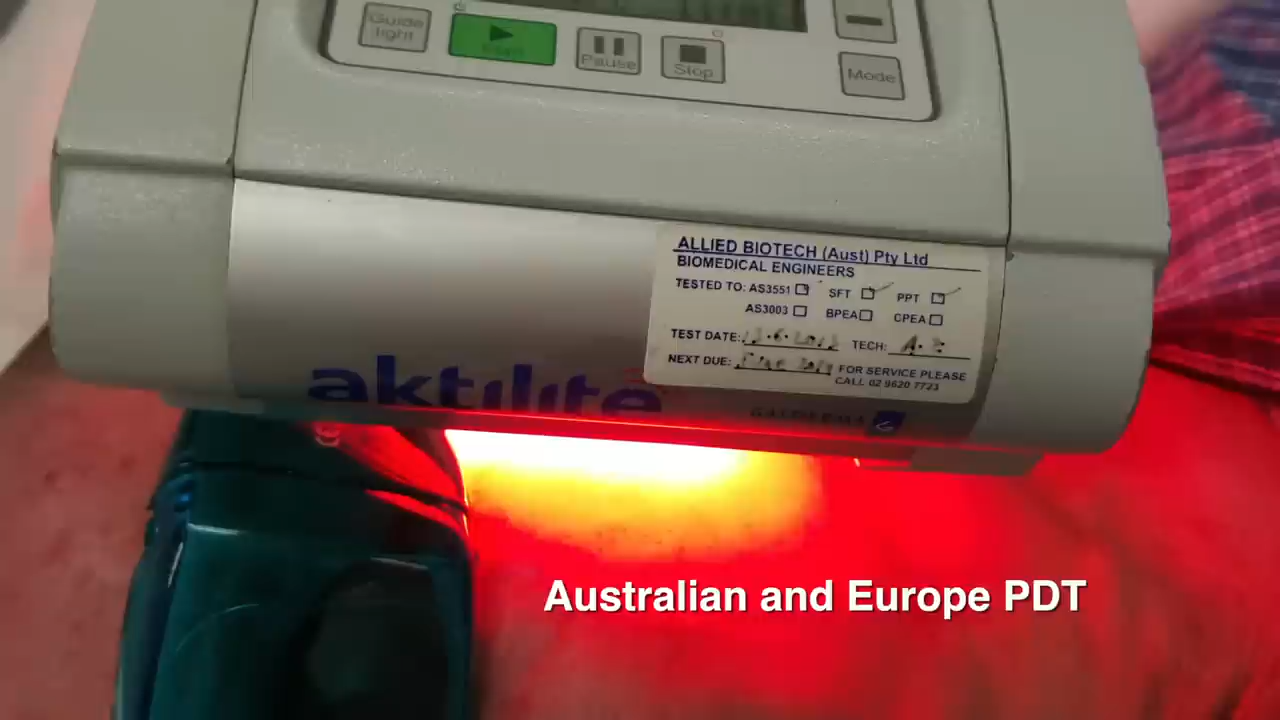 Guide
light
Pause
Stop
Mode
ALLIED BIOTECH (Aust) Pty Ltd
BIOMEDICAL ENGINEERS
TESTED TO: AS3551 SFT PPT
AS3003 BPEA CPEA
TEST DATE: TECH:
NEXT DUE: FOR SERVICE PLEASE
CALL 02 9620 7723
aktilite
GALDERMA
Australian and Europe PDT